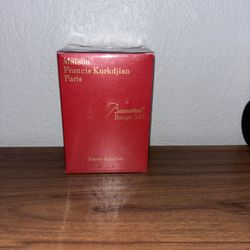 Maison
Francis Kurkdjian
Paris
Baccarat
Rouge 540
Extrait de parfum